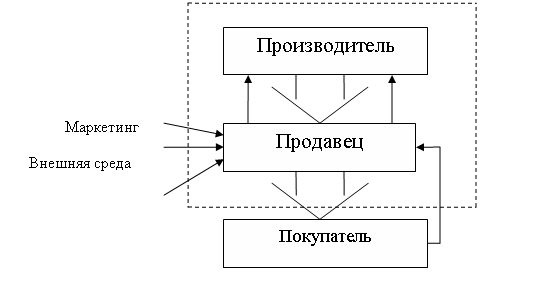 Производитель
Маркетинг
Продавец
Внешняя среда
Покупатель